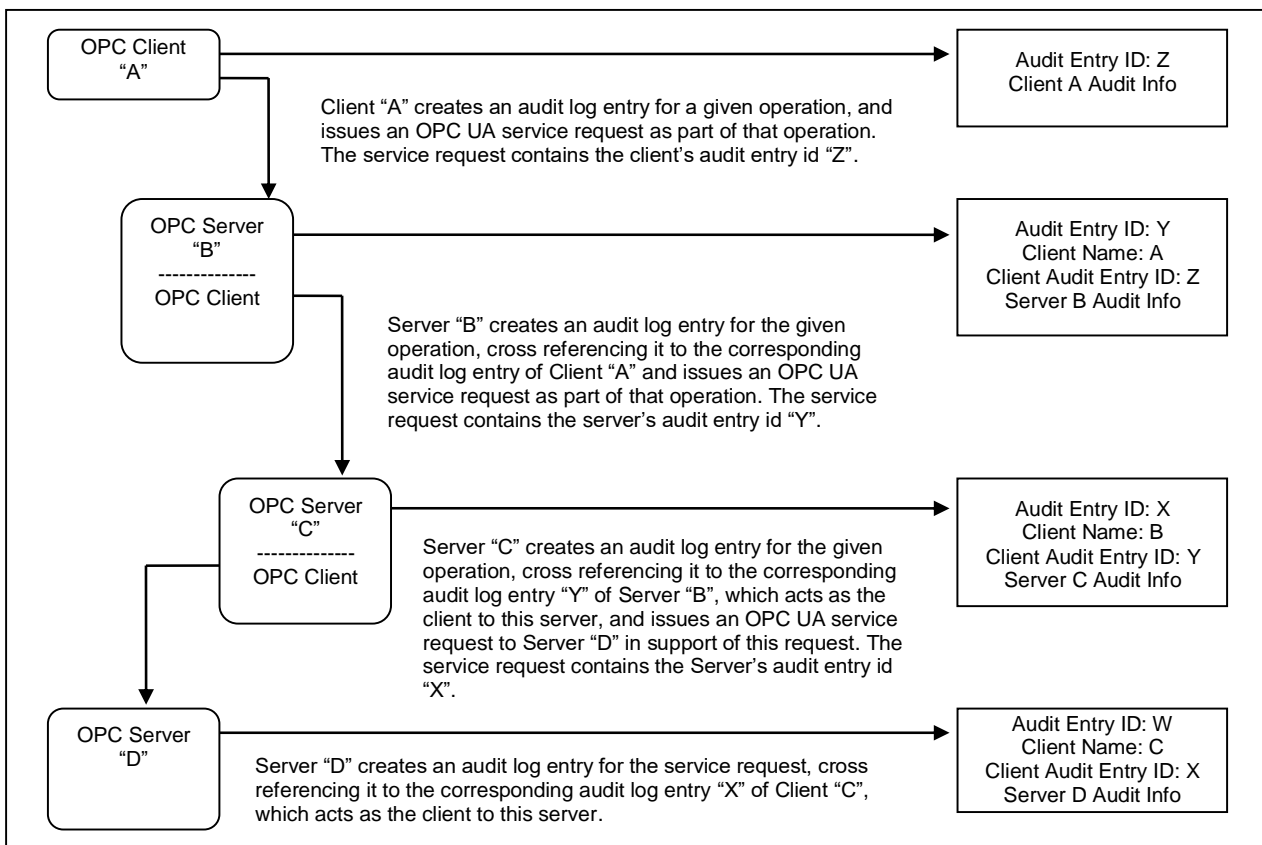 OPC Client
“A”
Audit Entry ID: Z
Client A Audit Info
Client “A” creates an audit log entry for a given operation, and
issues an OPC UA service request as part of that operation.
The service request contains the client’s audit entry id “Z”.
OPC Server
“B”
--------------
OPC Client
Audit Entry ID: Y
Client Name: A
Client Audit Entry ID: Z
Server B Audit Info
Server “B” creates an audit log entry for the given
operation, cross referencing it to the corresponding
audit log entry of Client “A” and issues an OPC UA
service request as part of that operation. The service
request contains the server’s audit entry id “Y”.
OPC Server
“C”
--------------
OPC Client
Audit Entry ID: X
Client Name: B
Client Audit Entry ID: Y
Server C Audit Info
Server “C” creates an audit log entry for the given
operation, cross referencing it to the corresponding
audit log entry “Y” of Server “B”, which acts as the
client to this server, and issues an OPC UA service
request to Server “D” in support of this request. The
service request contains the Server’s audit entry id
“X”.
OPC Server
“D”
Audit Entry ID: W
Client Name: C
Client Audit Entry ID: X
Server D Audit Info
Server “D” creates an audit log entry for the service request, cross
referencing it to the corresponding audit log entry “X” of Client “C”,
which acts as the client to this server.